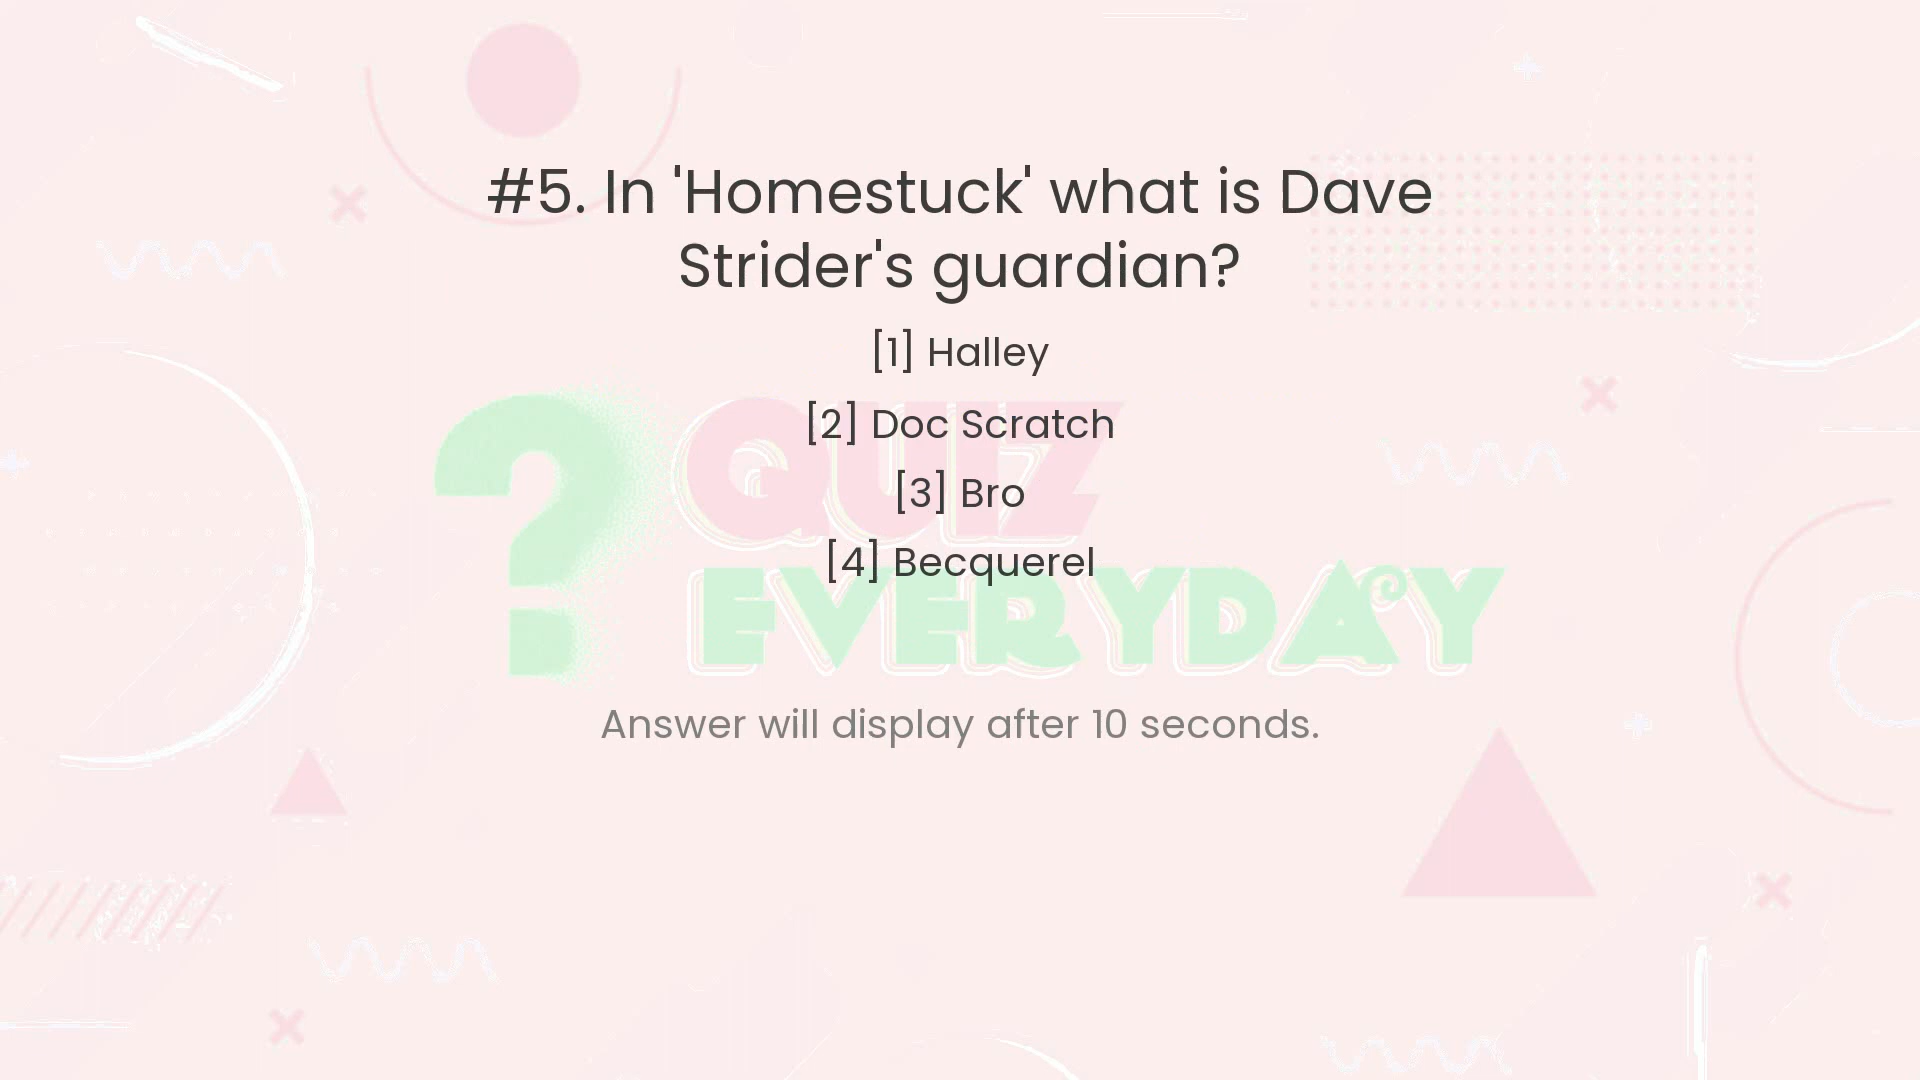 #5. In 'Homestuck' what is Dave
Strider's guardian?
[1] Halley
[2] Doc Scratch
QUIZ
[3] Bro
[4] Becquerel
?
EVERYDAY
Answer will display after 10 seconds.